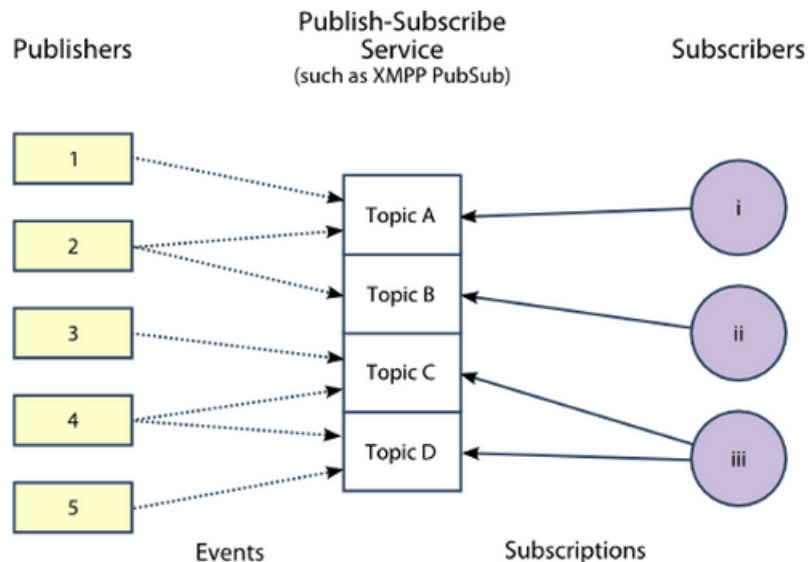 Publishers
Publish-Subscribe
Service
(such as XMPP PubSub)
Subscribers
1
2
3
4
5
Topic A
Topic B
Topic C
Topic D
i
ii
iii
Events
Subscriptions